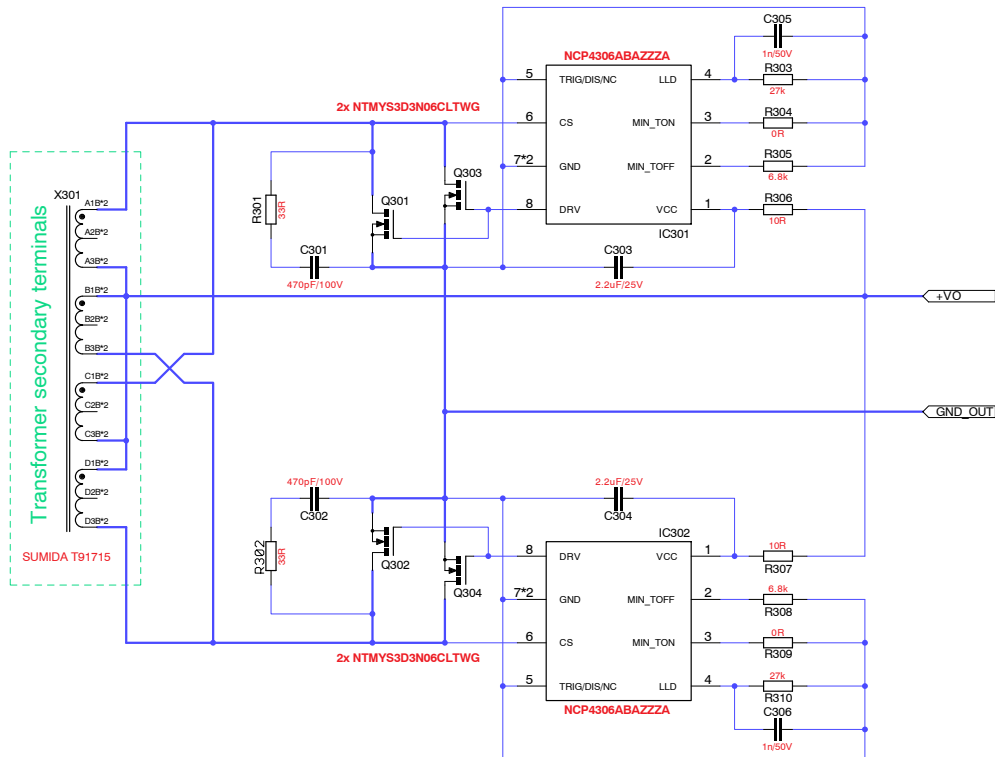 C305
1n/50V
NCP4306ABAZZZA
5
TRIG/DIS/NC
LLD
4
R303
27k
2x NTMYS3D3N06CLTWG
6
CS
MIN_TON
3
R304
0R
X301
7*2
GND
MIN_TOFF
2
R305
6.8k
Q303
Q301
R301
33R
8
DRV
VCC
1
R306
10R
IC301
C301
470pF/100V
C303
2.2uF/25V
Transformer secondary terminals
A1B*2
A2B*2
A3B*2
B1B*2
B2B*2
B3B*2
C1B*2
C2B*2
C3B*2
D1B*2
D2B*2
D3B*2
SUMIDA T91715
+VO
GND_OUT
470pF/100V
C302
2.2uF/25V
C304
IC302
R302
33R
Q302
Q304
8
DRV
VCC
1
10R
R307
7*2
GND
MIN_TOFF
2
6.8k
R308
6
CS
MIN_TON
3
0R
R309
2x NTMYS3D3N06CLTWG
5
TRIG/DIS/NC
LLD
4
27k
R310
NCP4306ABAZZZA
C306
1n/50V